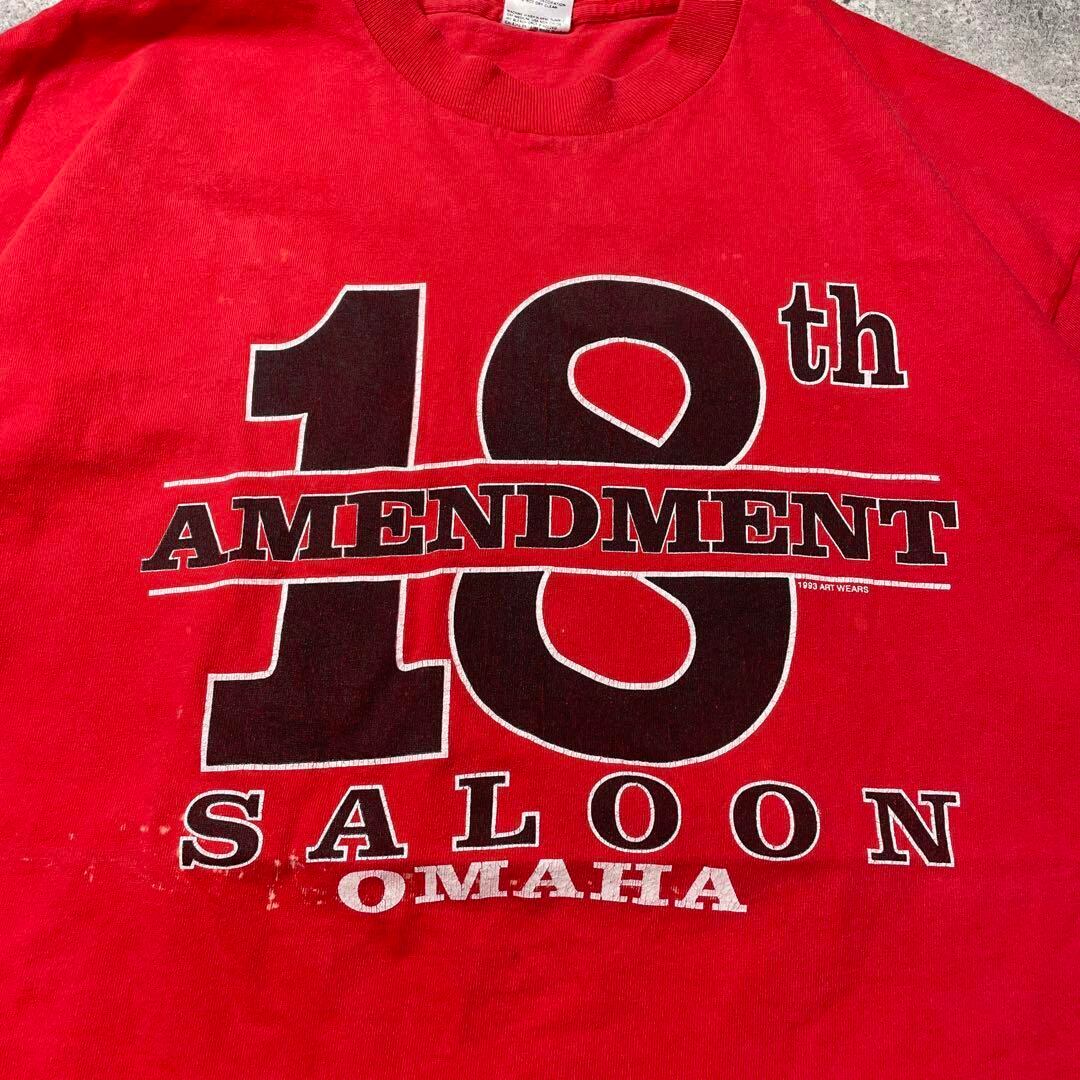 18th
AMENDMENT
1993 ART WEARS
SALOON
OMAHA